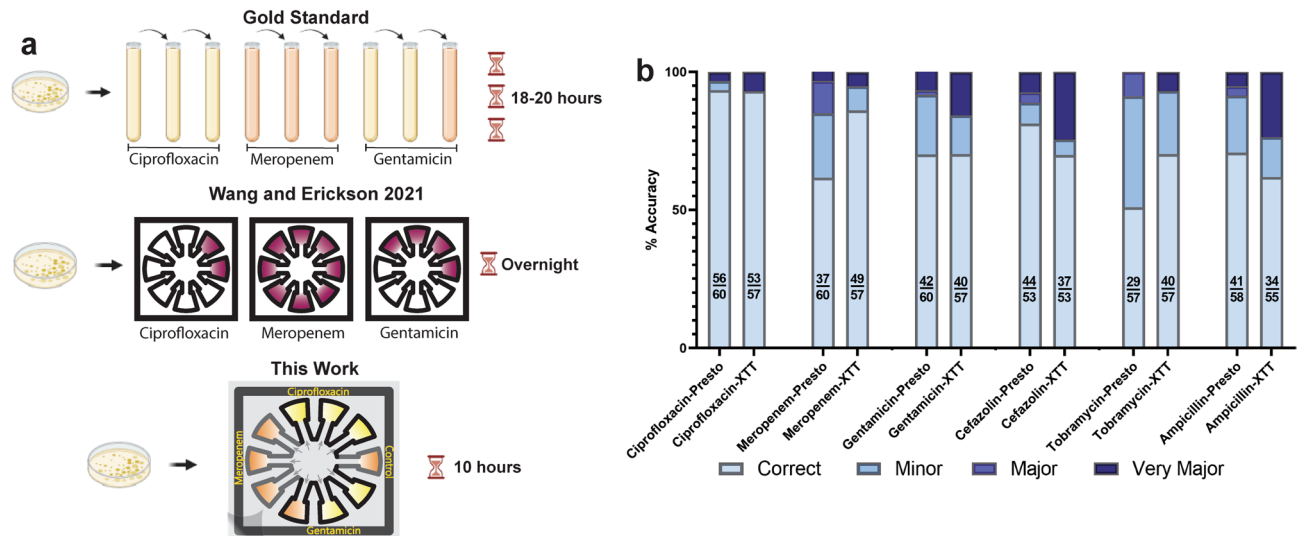 a
Gold Standard
18-20 hours
Ciprofloxacin
Meropenem
Gentamicin
Wang and Erickson 2021
Overnight
Ciprofloxacin
Meropenem
Gentamicin
This Work
Ciprofloxacin
Meropenem
Control
Gentamicin
10 hours
b
% Accuracy
100
50
0
56
60
53
57
37
60
49
57
42
60
40
57
44
53
37
53
29
57
40
57
41
58
34
55
Ciprofloxacin-Presto
Ciprofloxacin-XTT
Meropenem-Presto
Meropenem-XTT
Gentamicin-Presto
Gentamicin-XTT
Cefazolin-Presto
Cefazolin-XTT
Tobramycin-Presto
Tobramycin-XTT
Ampicillin-Presto
Ampicillin-XTT
Correct
Minor
Major
Very Major